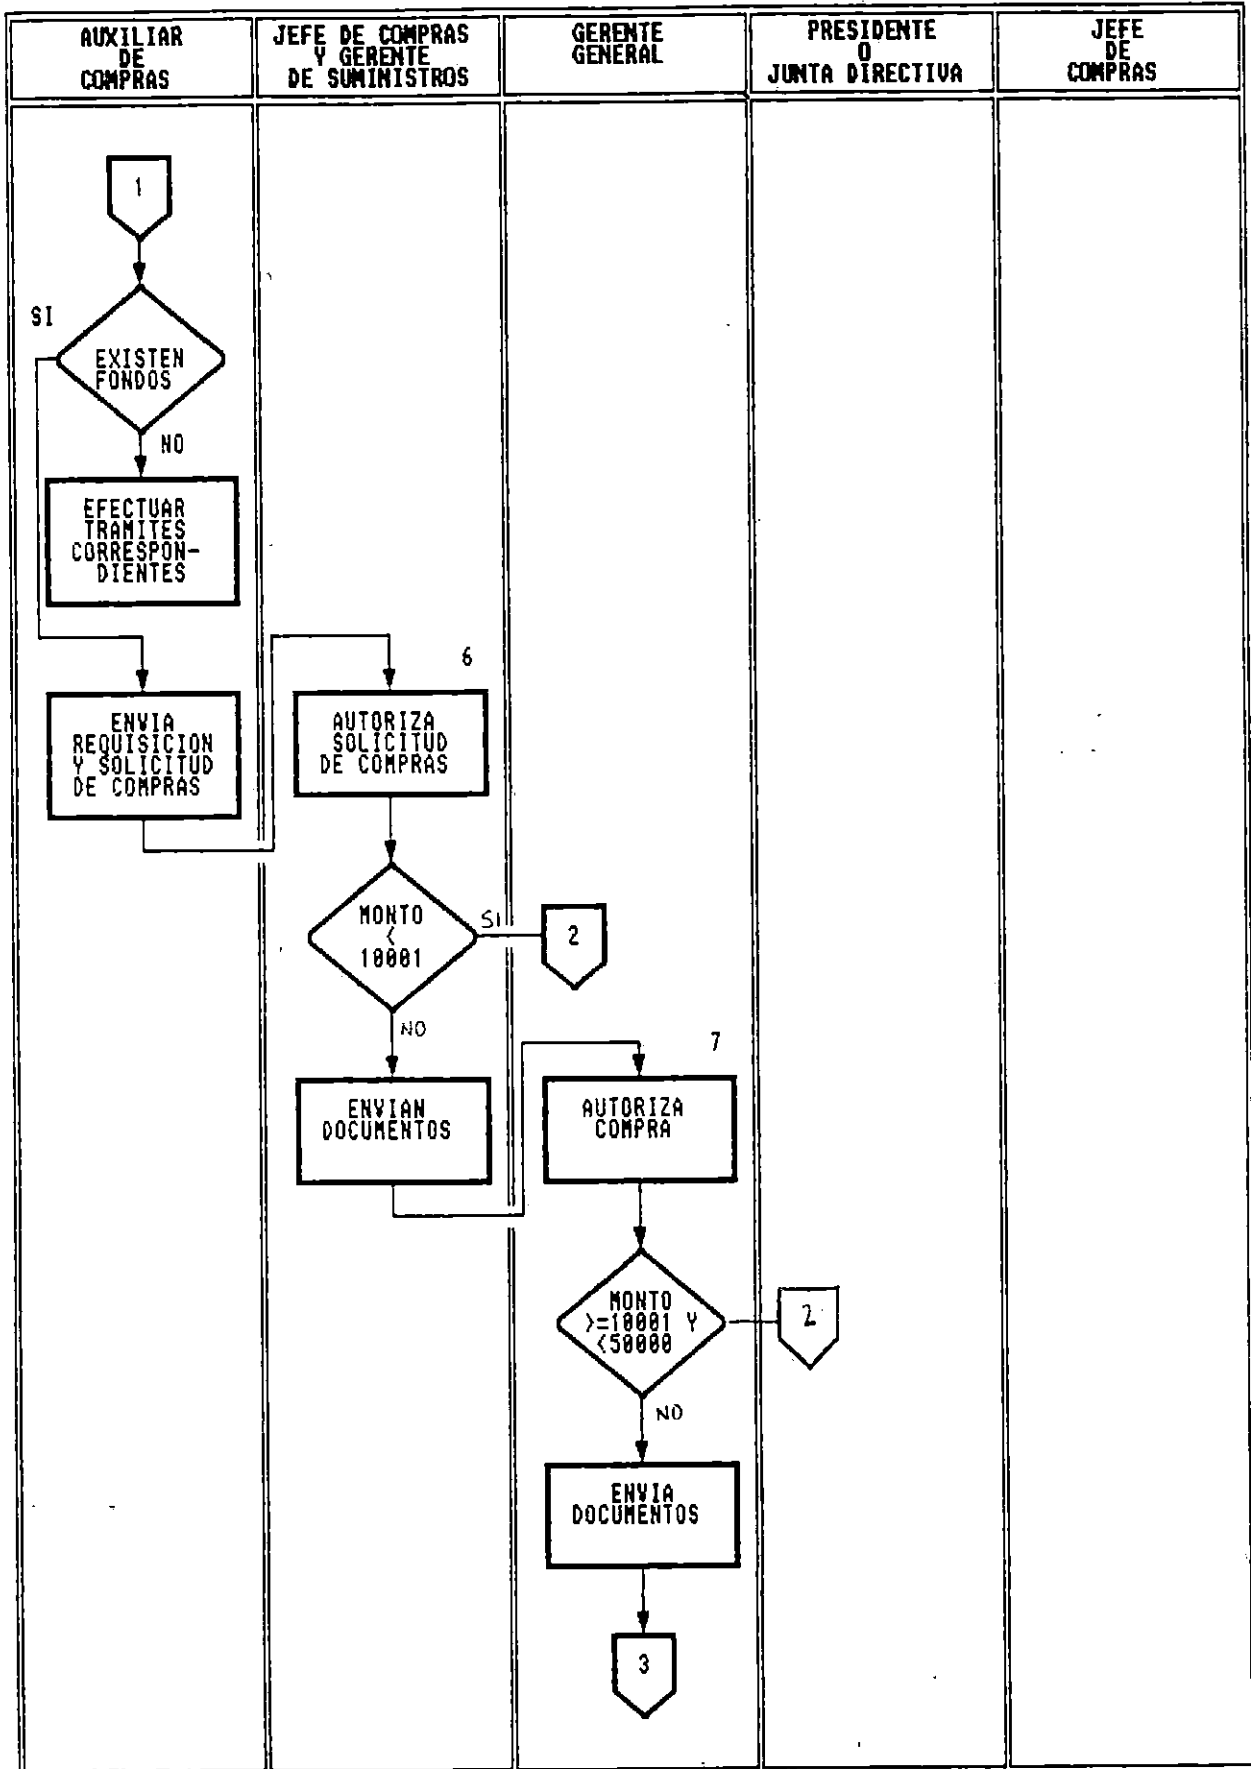 AUXILIAR
DE
COMPRAS
JEFE DE COMPRAS
Y GERENTE
DE SUMINISTROS
GERENTE
GENERAL
PRESIDENTE
O
JUNTA DIRECTIVA
JEFE
DE
COMPRAS
1
SI
EXISTEN
FONDOS
NO
EFECTUAR
TRAMITES
CORRESPON-
DIENTES
ENVIA
REQUISICION
Y SOLICITUD
DE COMPRAS
6
AUTORIZA
SOLICITUD
DE COMPRAS
MONTO
<
10001
SI
2
NO
ENVIAN
DOCUMENTOS
7
AUTORIZA
COMPRA
MONTO
>=10001 Y
<50000
2
NO
ENVIA
DOCUMENTOS
3